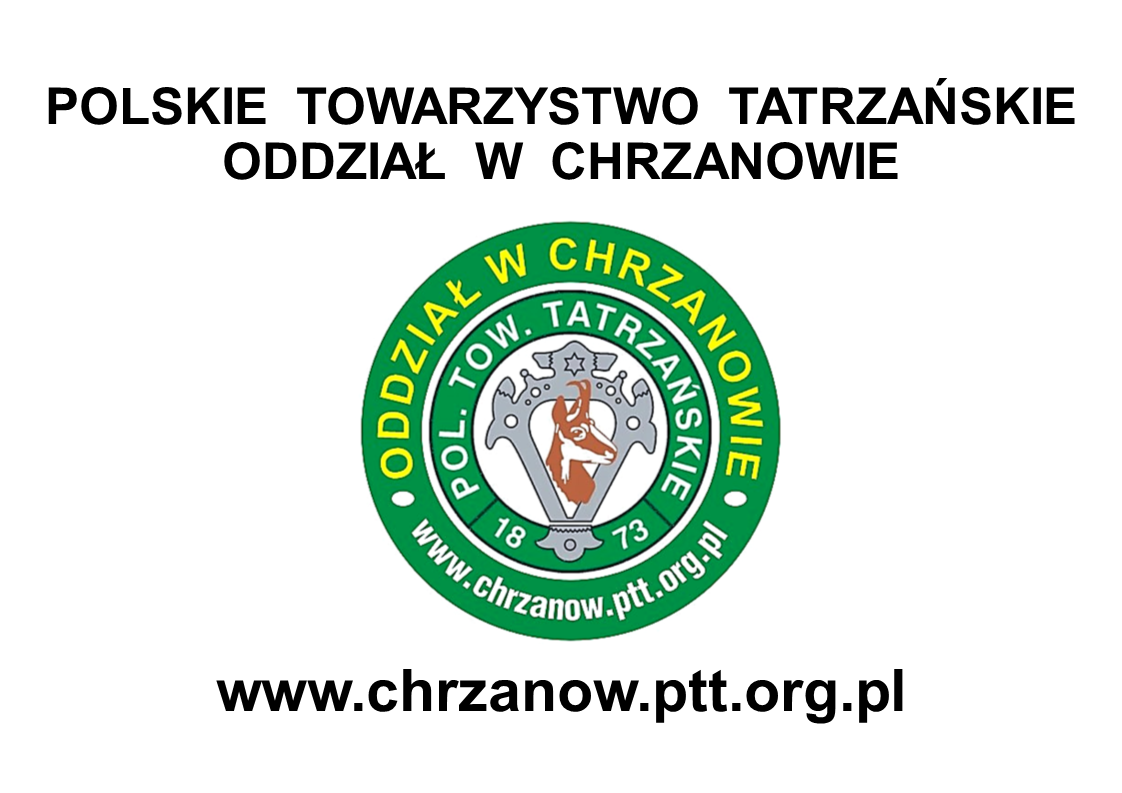 POLSKIE TOWARZYSTWO TATRZAŃSKIE
ODDZIAŁ W CHRZANOWIE
ODDZIAŁ W CHRZANOWIE
POL. TOW. TATRZAŃSKIE
18 73
www.chrzanow.ptt.org.pl
www.chrzanow.ptt.org.pl